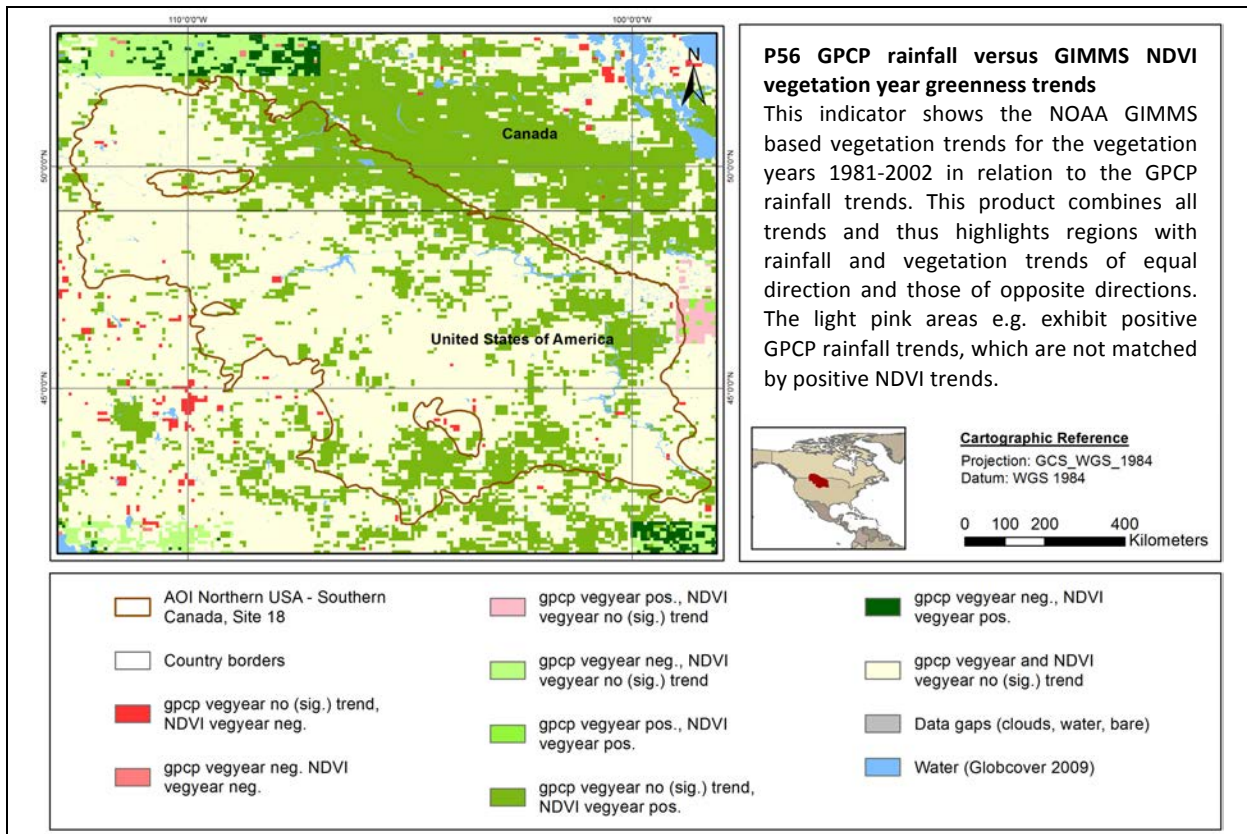 110°0'0"W
100°0'0"W
N
Canada
50°0'0"N
50°0'0"N
United States of America
45°0'0"N
45°0'0"N
P56 GPCP rainfall versus GIMMS NDVI
vegetation year greenness trends
This indicator shows the NOAA GIMMS
based vegetation trends for the vegetation
years 1981-2002 in relation to the GPCP
rainfall trends. This product combines all
trends and thus highlights regions with
rainfall and vegetation trends of equal
direction and those of opposite directions.
The light pink areas e.g. exhibit positive
GPCP rainfall trends, which are not matched
by positive NDVI trends.
Cartographic Reference
Projection: GCS_WGS_1984
Datum: WGS 1984
0 100 200 400
Kilometers
AOI Northern USA - Southern
Canada, Site 18
Country borders
gpcp vegyear no (sig.) trend,
NDVI vegyear neg.
gpcp vegyear neg. NDVI
vegyear neg.
gpcp vegyear pos., NDVI
vegyear no (sig.) trend
gpcp vegyear neg., NDVI
vegyear no (sig.) trend
gpcp vegyear pos., NDVI
vegyear pos.
gpcp vegyear no (sig.) trend,
NDVI vegyear pos.
gpcp vegyear neg., NDVI
vegyear pos.
gpcp vegyear and NDVI
vegyear no (sig.) trend
Data gaps (clouds, water, bare)
Water (Globcover 2009)